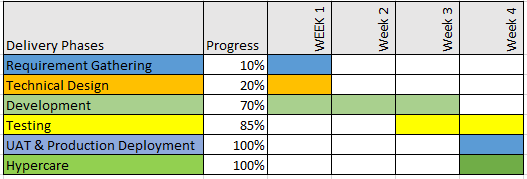 Delivery Phases Progress WEEK 1 Week 2 Week 3 Week 4
Requirement Gathering 10%
Technical Design 20%
Development 70%
Testing 85%
UAT & Production Deployment 100%
Hypercare 100%